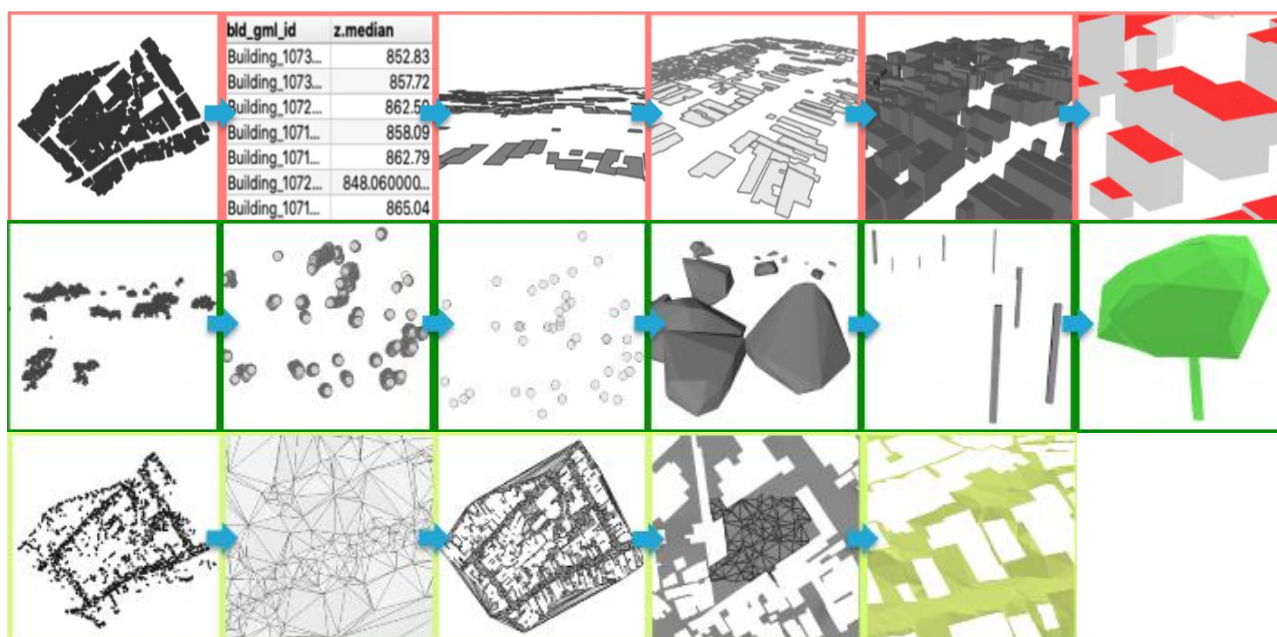 bld_gml_id z.median
Building_1073... 852.83
Building_1073... 857.72
Building_1072... 862.59
Building_1071... 858.09
Building_1071... 862.79
Building_1072... 848.060000...
Building_1071... 865.04